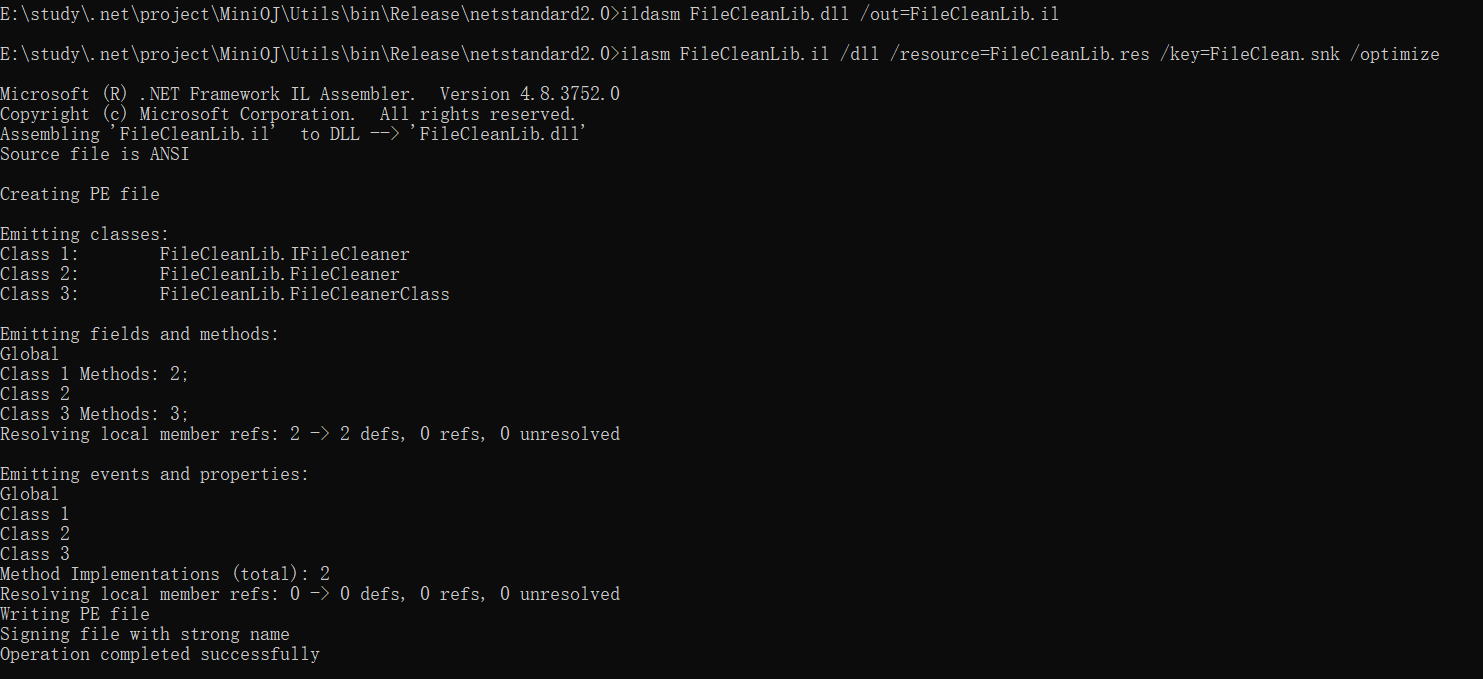 E:\study\.net\project\MiniOJ\Utils\bin\Release\netstandard2.0>ildasm FileCleanLib.dll /out=FileCleanLib.il
E:\study\.net\project\MiniOJ\Utils\bin\Release\netstandard2.0>ilasm FileCleanLib.il /dll /resource=FileCleanLib.res /key=FileClean.snk /optimize
Microsoft (R) .NET Framework IL Assembler.  Version 4.8.3752.0
Copyright (c) Microsoft Corporation.  All rights reserved.
Assembling 'FileCleanLib.il'  to DLL --> 'FileCleanLib.dll'
Source file is ANSI
Creating PE file
Emitting classes:
Class 1:        FileCleanLib.IFileCleaner
Class 2:        FileCleanLib.FileCleaner
Class 3:        FileCleanLib.FileCleanerClass
Emitting fields and methods:
Global
Class 1 Methods: 2;
Class 2
Class 3 Methods: 3;
Resolving local member refs: 2 -> 2 defs, 0 refs, 0 unresolved
Emitting events and properties:
Global
Class 1
Class 2
Class 3
Method Implementations (total): 2
Resolving local member refs: 0 -> 0 defs, 0 refs, 0 unresolved
Writing PE file
Signing file with strong name
Operation completed successfully